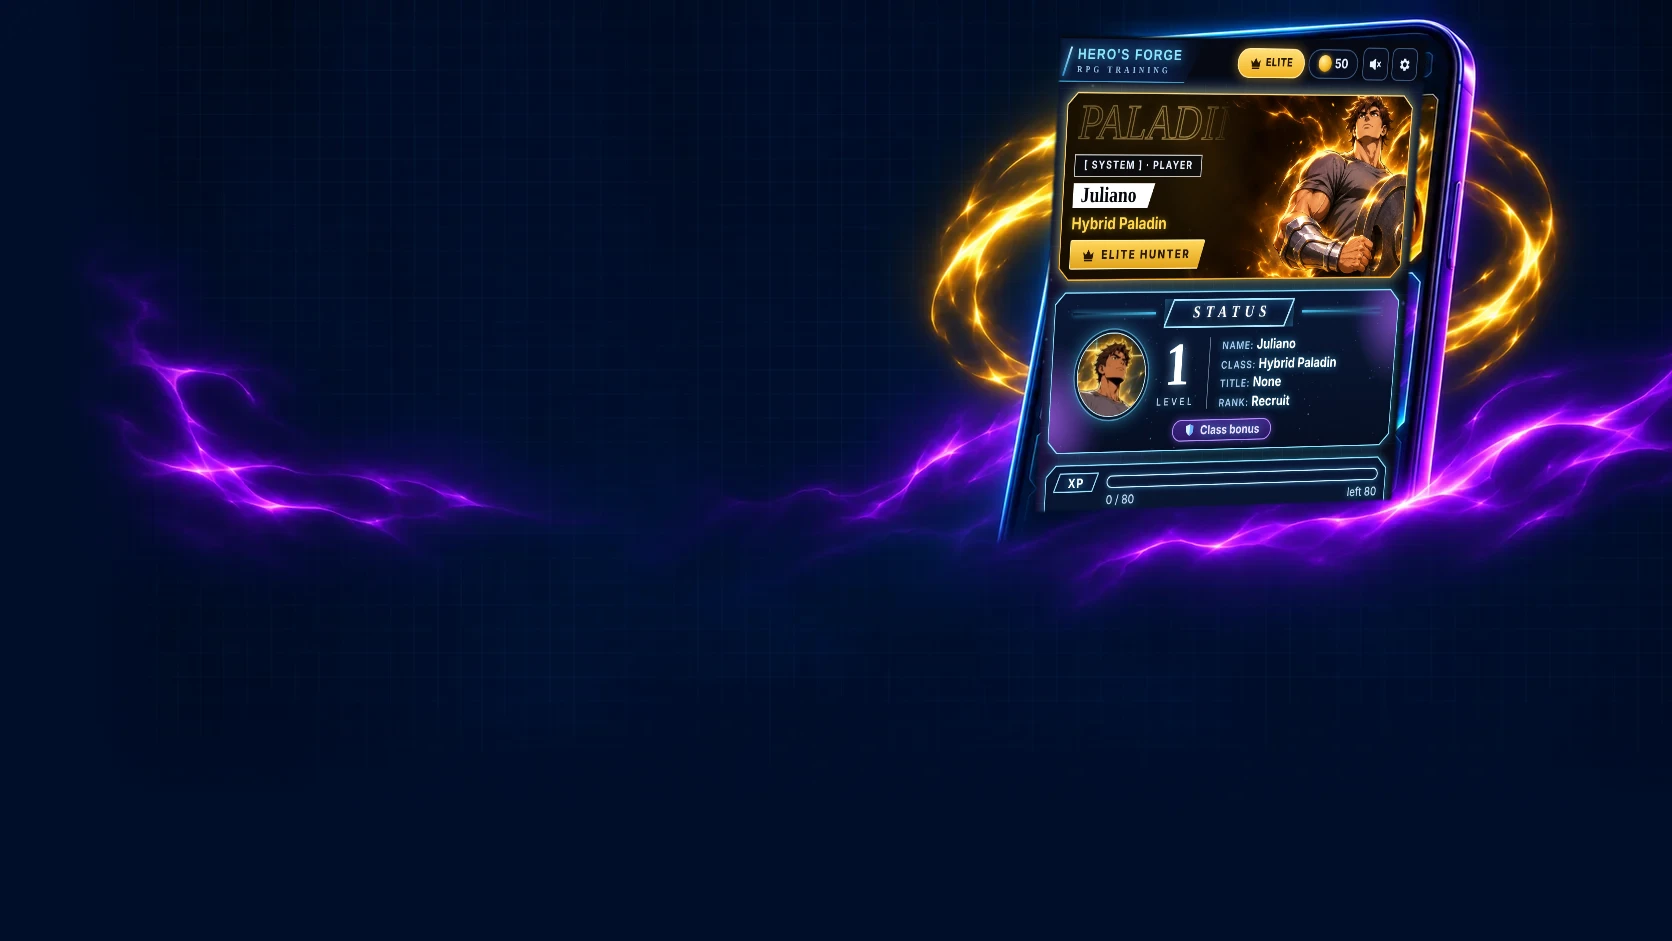 HERO'S FORGE
RPG TRAINING
ELITE
50
PALADI
[ SYSTEM ] · PLAYER
Juliano
Hybrid Paladin
ELITE HUNTER
STATUS
1
LEVEL
NAME: Juliano
CLASS: Hybrid Paladin
TITLE: None
RANK: Recruit
Class bonus
XP
0 / 80
left 80